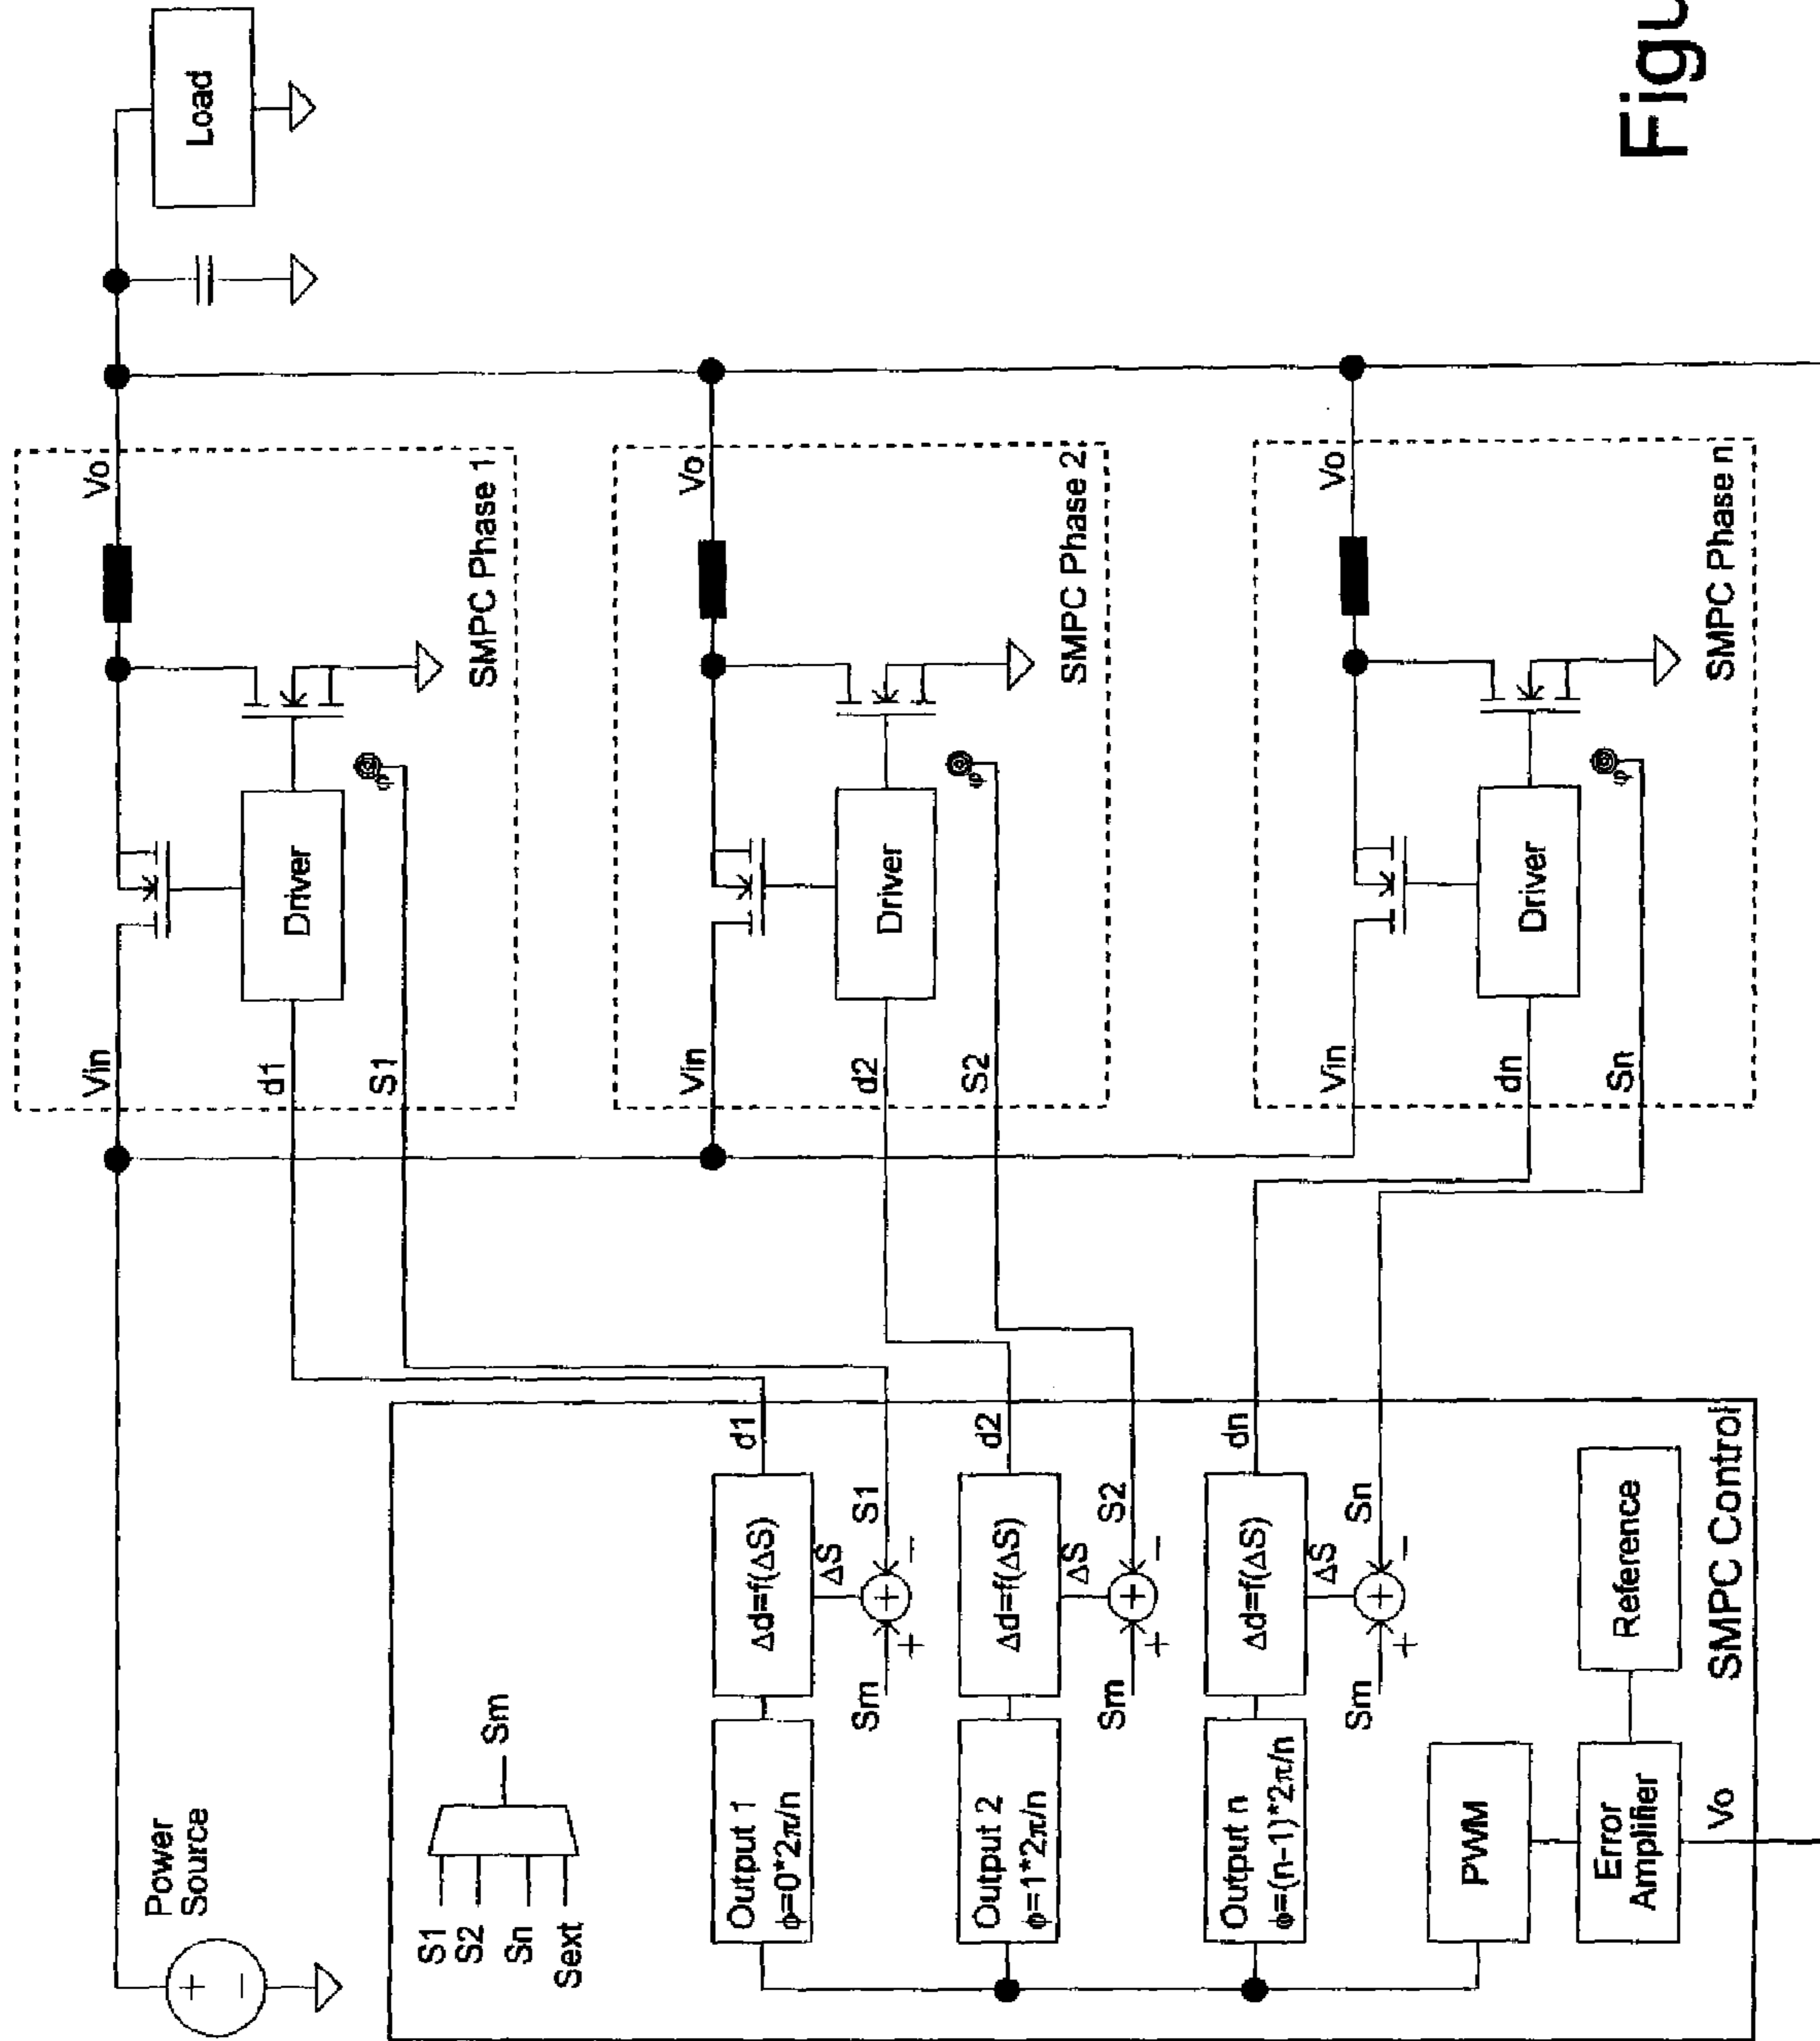 Power
Source
Load
Vin
Vo
Driver
d1
S1
SMPC Phase 1
Vin
Vo
Driver
d2
S2
SMPC Phase 2
Vin
Vo
Driver
dn
Sn
SMPC Phase n
S1
S2
Sn
Sext
Sm
Output 1
ϕ=0*2π/n
Δd=f(ΔS)
d1
ΔS
Sm
+
+
−
S1
Output 2
ϕ=1*2π/n
Δd=f(ΔS)
d2
ΔS
Sm
+
+
−
S2
Output n
ϕ=(n−1)*2π/n
Δd=f(ΔS)
dn
ΔS
Sm
+
+
−
Sn
PWM
Error
Amplifier
Reference
Vo
SMPC Control